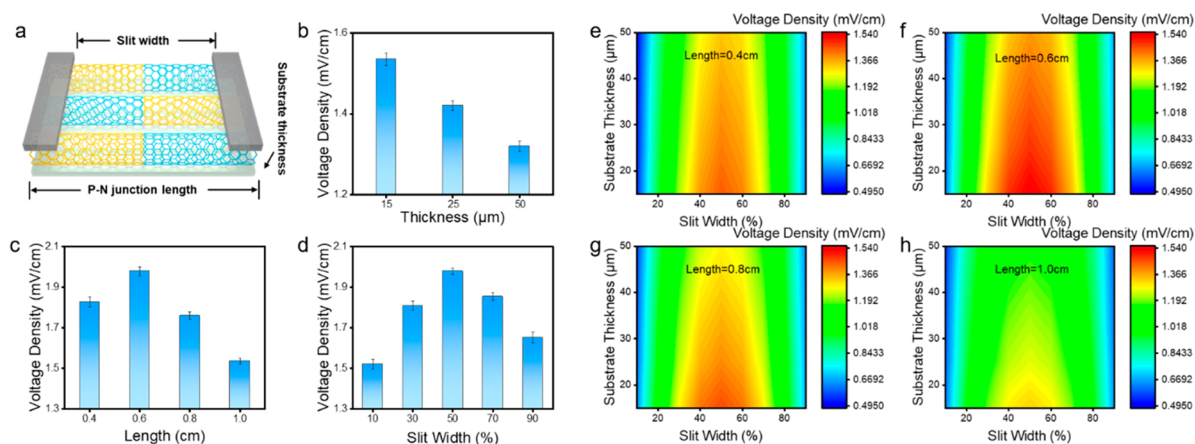 a
Slit width
Substrate thickness
P-N junction length
b
Voltage Density (mV/cm)
1.6
1.4
1.2
15 25 50
Thickness (μm)
c
Voltage Density (mV/cm)
2.1
1.9
1.7
1.5
1.3
0.4 0.6 0.8 1.0
Length (cm)
d
Voltage Density (mV/cm)
2.1
1.9
1.7
1.5
1.3
10 30 50 70 90
Slit Width (%)
e
Voltage Density (mV/cm)
Length=0.4cm
Substrate Thickness (μm)
50
40
30
20
20 40 60 80
Slit Width (%)
1.540
1.366
1.192
1.018
0.8433
0.6692
0.4950
f
Voltage Density (mV/cm)
Length=0.6cm
Substrate Thickness (μm)
50
40
30
20
20 40 60 80
Slit Width (%)
1.540
1.366
1.192
1.018
0.8433
0.6692
0.4950
g
Voltage Density (mV/cm)
Length=0.8cm
Substrate Thickness (μm)
50
40
30
20
20 40 60 80
Slit Width (%)
1.540
1.366
1.192
1.018
0.8433
0.6692
0.4950
h
Voltage Density (mV/cm)
Length=1.0cm
Substrate Thickness (μm)
50
40
30
20
20 40 60 80
Slit Width (%)
1.540
1.366
1.192
1.018
0.8433
0.6692
0.4950